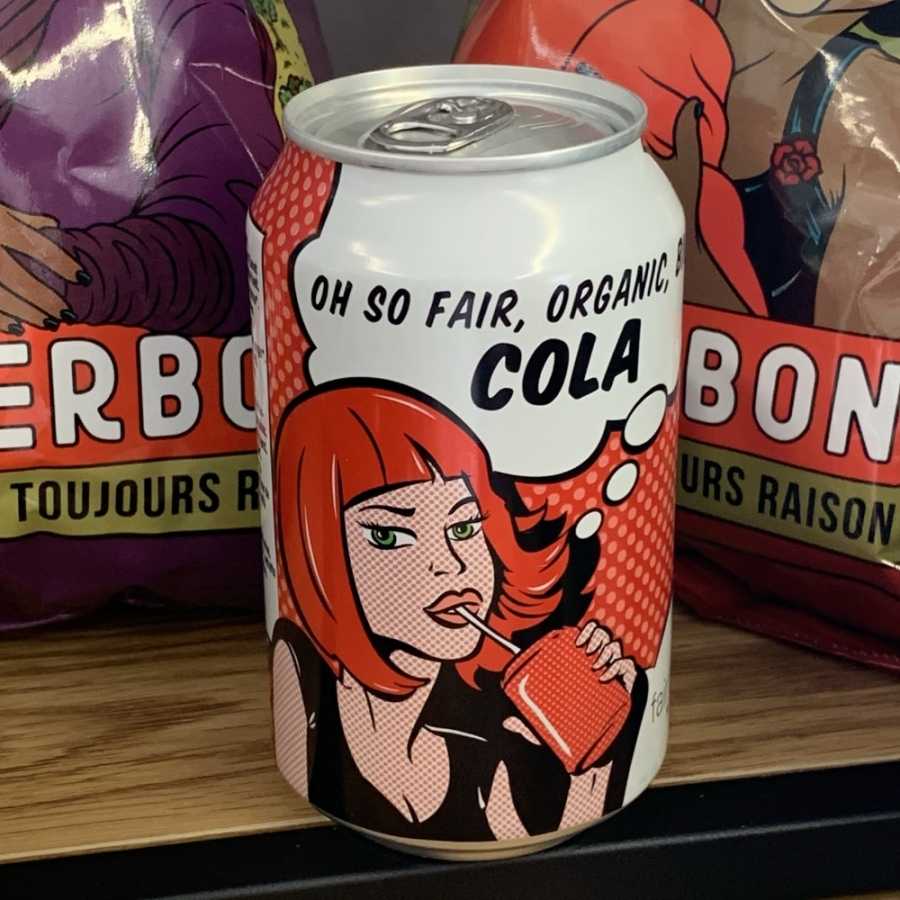 OH SO FAIR, ORGANIC,
COLA
ERBO
TOUJOURS R
BON
URS RAISON